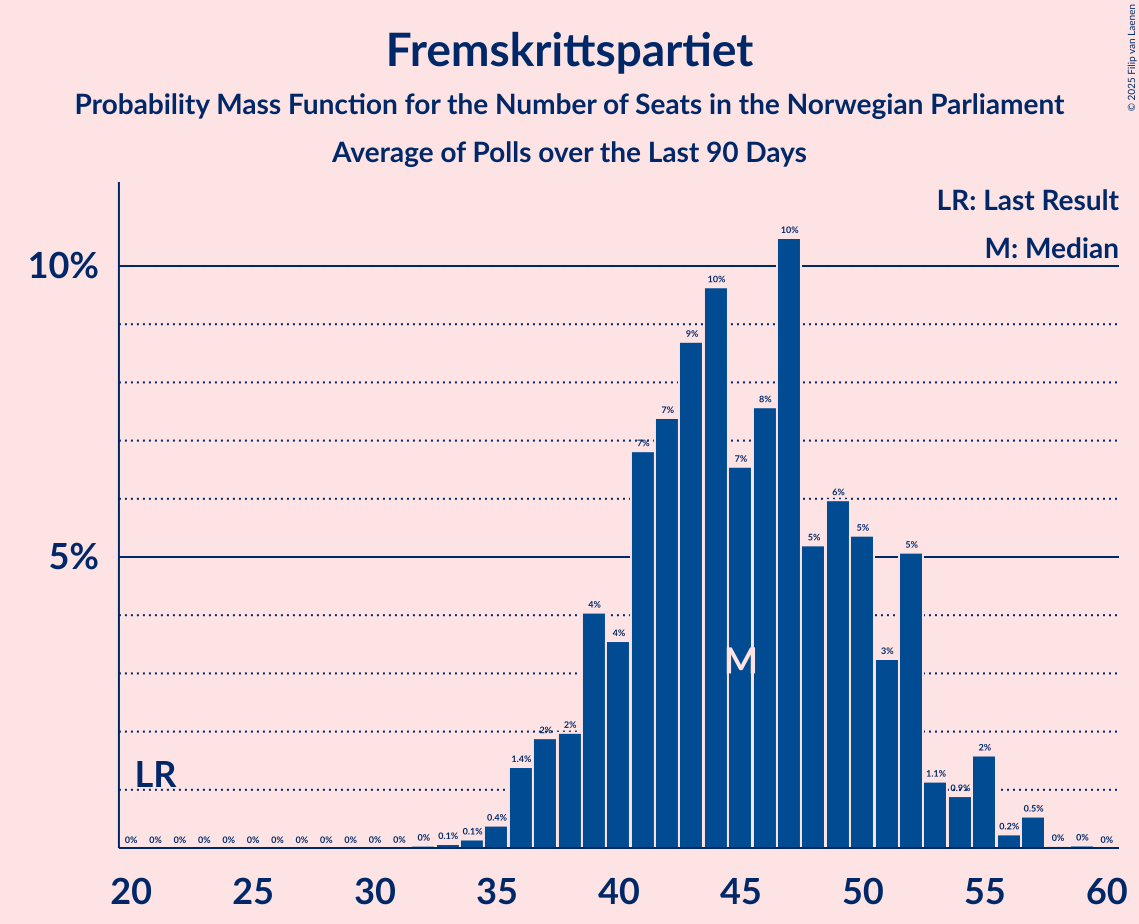 © 2025 Filip van Laenen
Fremskrittspartiet
Probability Mass Function for the Number of Seats in the Norwegian Parliament
Average of Polls over the Last 90 Days
LR: Last Result
M: Median
10%
5%
0% 0% 0% 0% 0% 0% 0% 0% 0% 0% 0% 0% 0% 0.1% 0.1% 0.4% 1.4% 2% 2% 4% 4% 7% 7% 9% 10% 7% 8% 10% 5% 6% 5% 3% 5% 1.1% 0.9% 2% 0.2% 0.5% 0% 0% 0%
M
LR
20 25 30 35 40 45 50 55 60